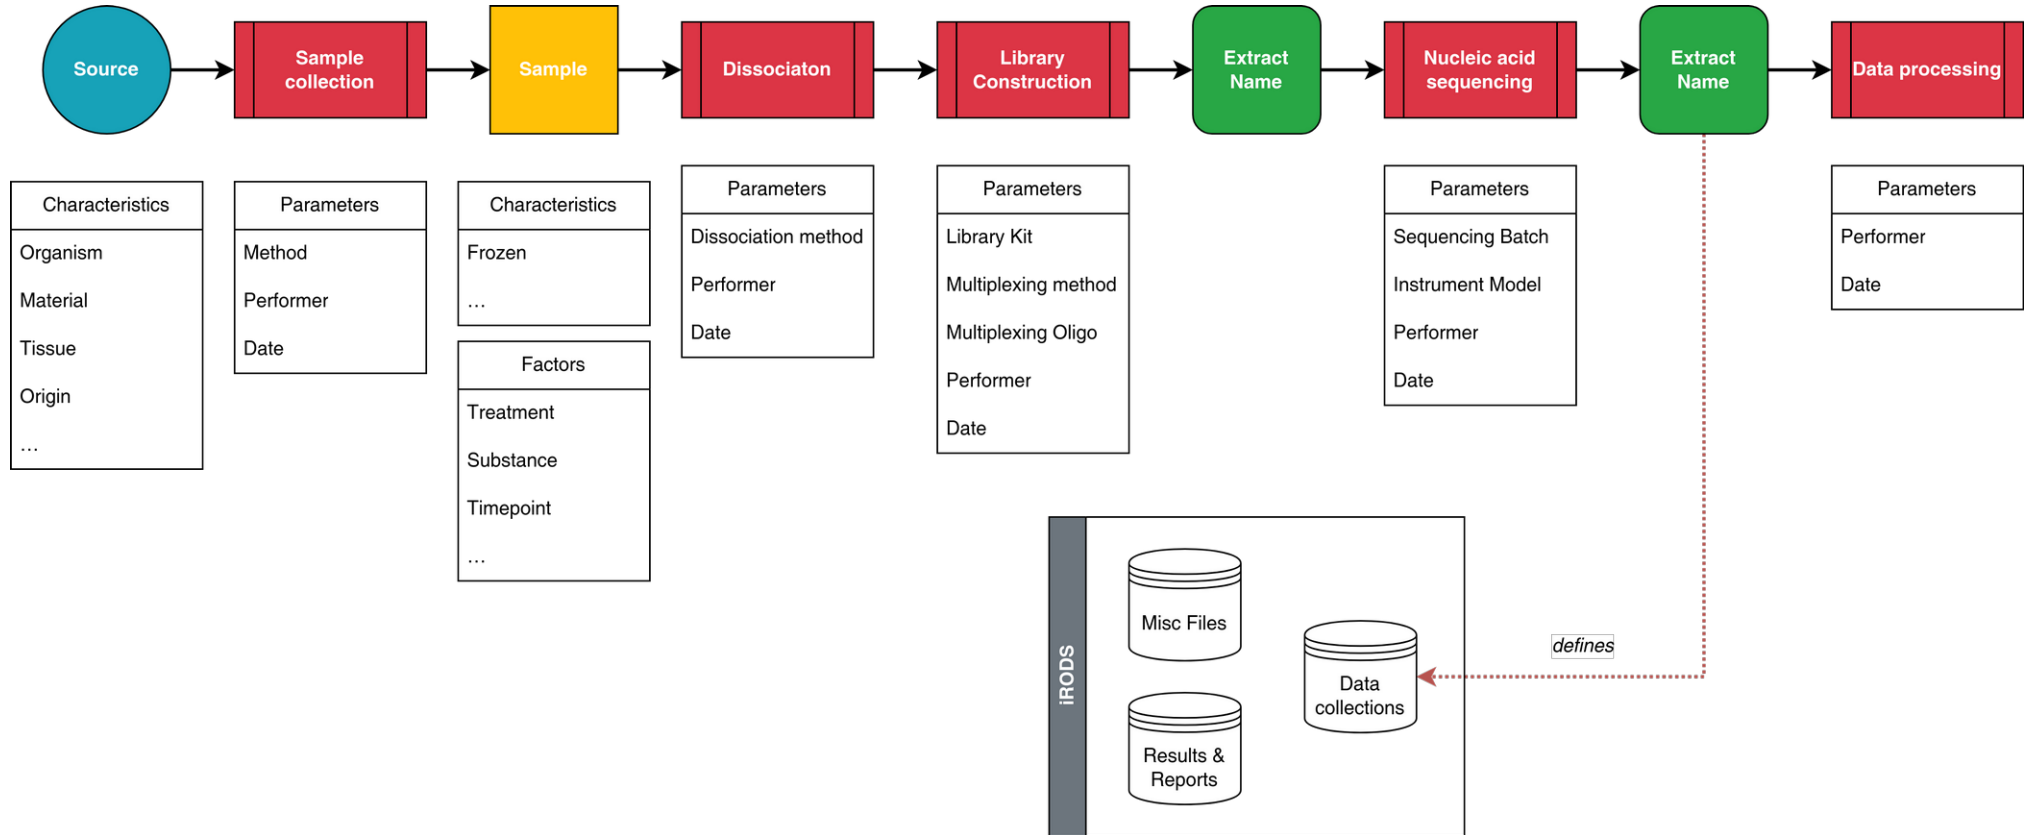 Source
Sample
collection
Sample
Dissociaton
Library
Construction
Extract
Name
Nucleic acid
sequencing
Extract
Name
Data processing
Characteristics
Organism
Material
Tissue
Origin
...
Parameters
Method
Performer
Date
Characteristics
Frozen
...
Factors
Treatment
Substance
Timepoint
...
Parameters
Dissociation method
Performer
Date
Parameters
Library Kit
Multiplexing method
Multiplexing Oligo
Performer
Date
Parameters
Sequencing Batch
Instrument Model
Performer
Date
Parameters
Performer
Date
iRODS
Misc Files
Results &
Reports
Data
collections
defines